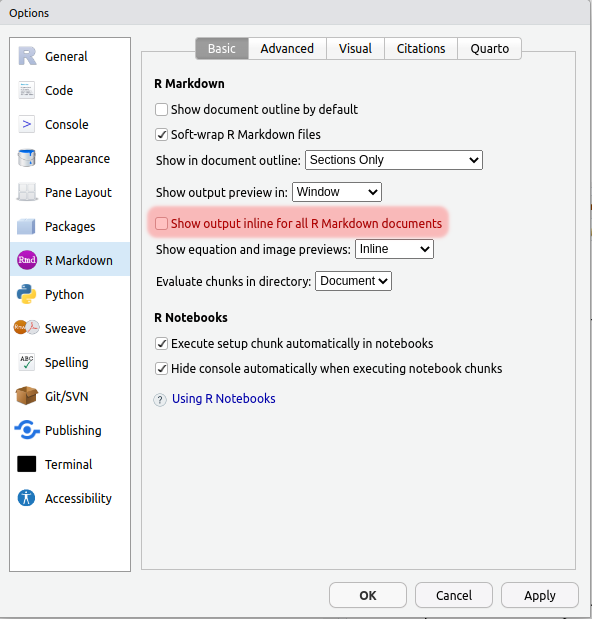 Options
General
Code
Console
Appearance
Pane Layout
Packages
Rmd R Markdown
Python
Sweave
ABC Spelling
Git/SVN
Publishing
Terminal
Accessibility
Basic Advanced Visual Citations Quarto
R Markdown
Show document outline by default
Soft-wrap R Markdown files
Show in document outline: Sections Only
Show output preview in: Window
Show output inline for all R Markdown documents
Show equation and image previews: Inline
Evaluate chunks in directory: Document
R Notebooks
Execute setup chunk automatically in notebooks
Hide console automatically when executing notebook chunks
? Using R Notebooks
OK Cancel Apply